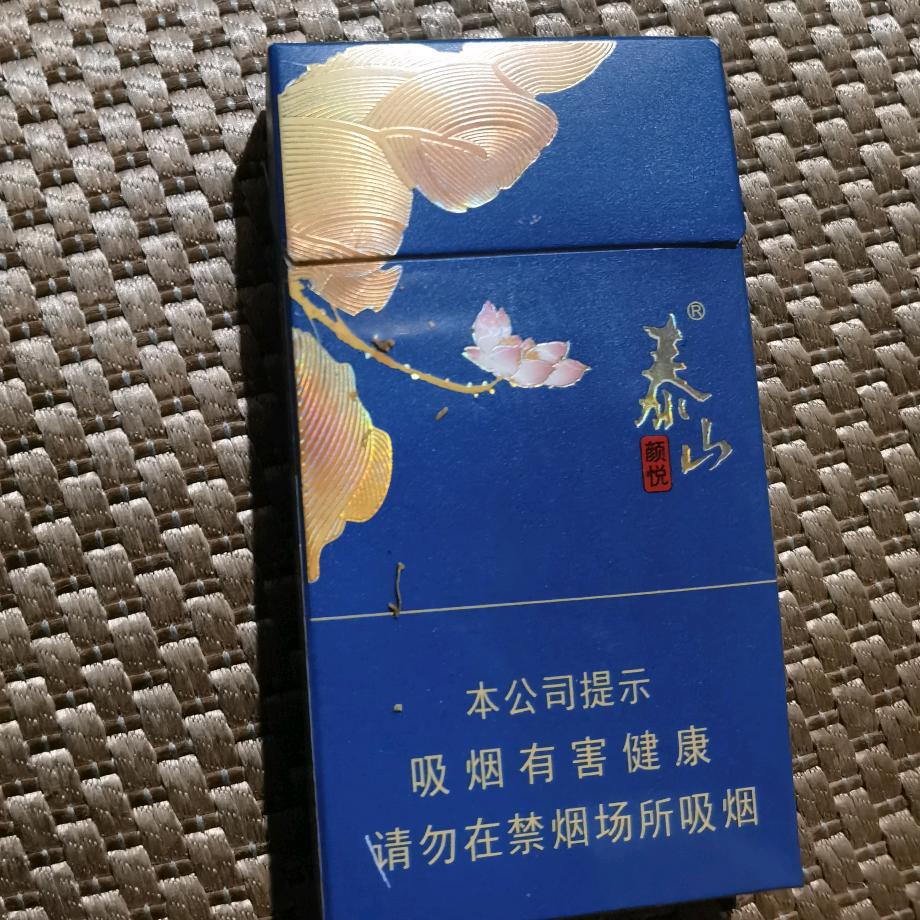 泰山®
颜悦
本公司提示
吸烟有害健康
请勿在禁烟场所吸烟